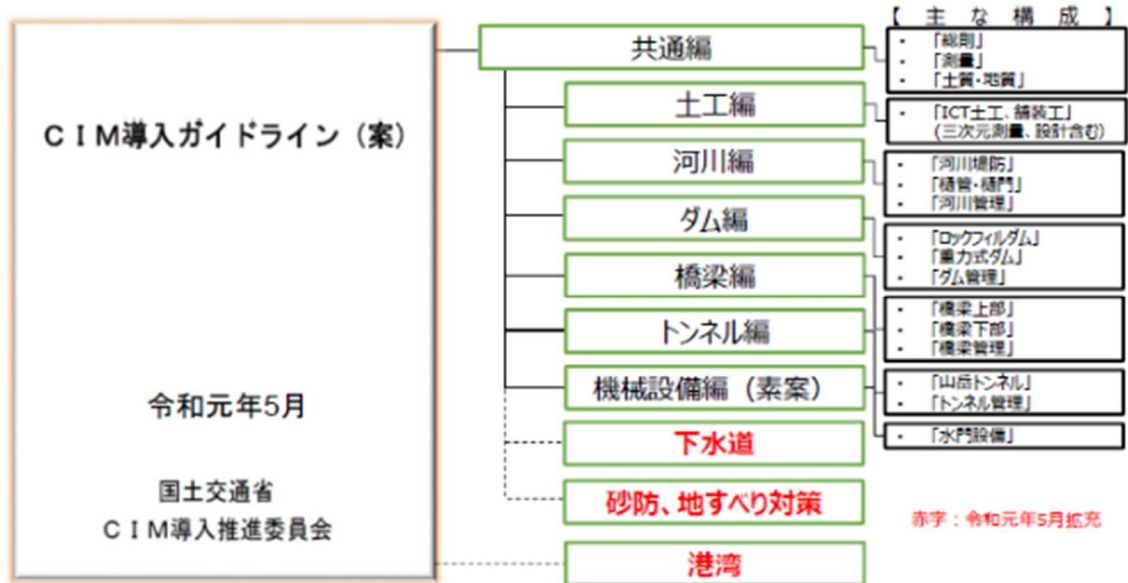 CIM導入ガイドライン(案)
令和元年5月
国土交通省
CIM導入推進委員会
共通編
土工編
河川編
ダム編
橋梁編
トンネル編
機械設備編(素案)
下水道
砂防、地すべり対策
港湾
【主な構成】
・「総則」
・「測量」
・「土質・地質」
・「ICT土工、舗装工」
(三次元測量、設計含む)
・「河川堤防」
・「樋管・樋門」
・「河川管理」
・「ロックフィルダム」
・「重力式ダム」
・「ダム管理」
・「橋梁上部」
・「橋梁下部」
・「橋梁管理」
・「山岳トンネル」
・「トンネル管理」
・「水門設備」
赤字:令和元年5月拡充